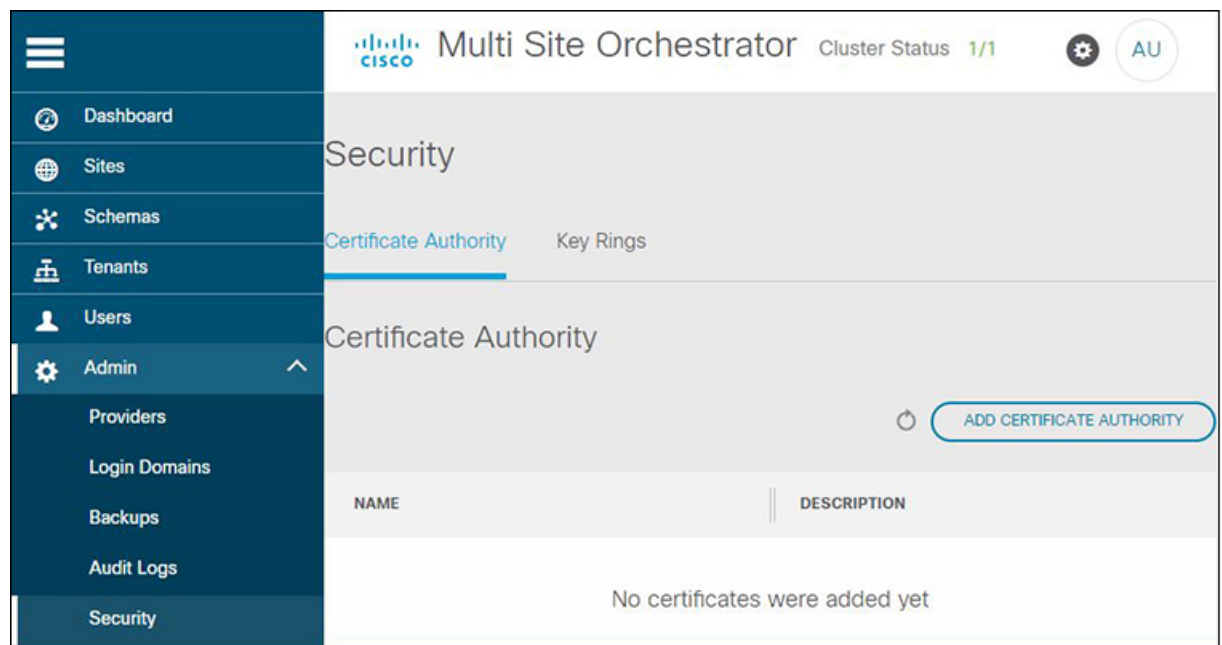 CISCO Multi Site Orchestrator Cluster Status 1/1 AU
Dashboard
Sites
Schemas
Tenants
Users
Admin
Providers
Login Domains
Backups
Audit Logs
Security
Security
Certificate Authority Key Rings
Certificate Authority
ADD CERTIFICATE AUTHORITY
NAME DESCRIPTION
No certificates were added yet